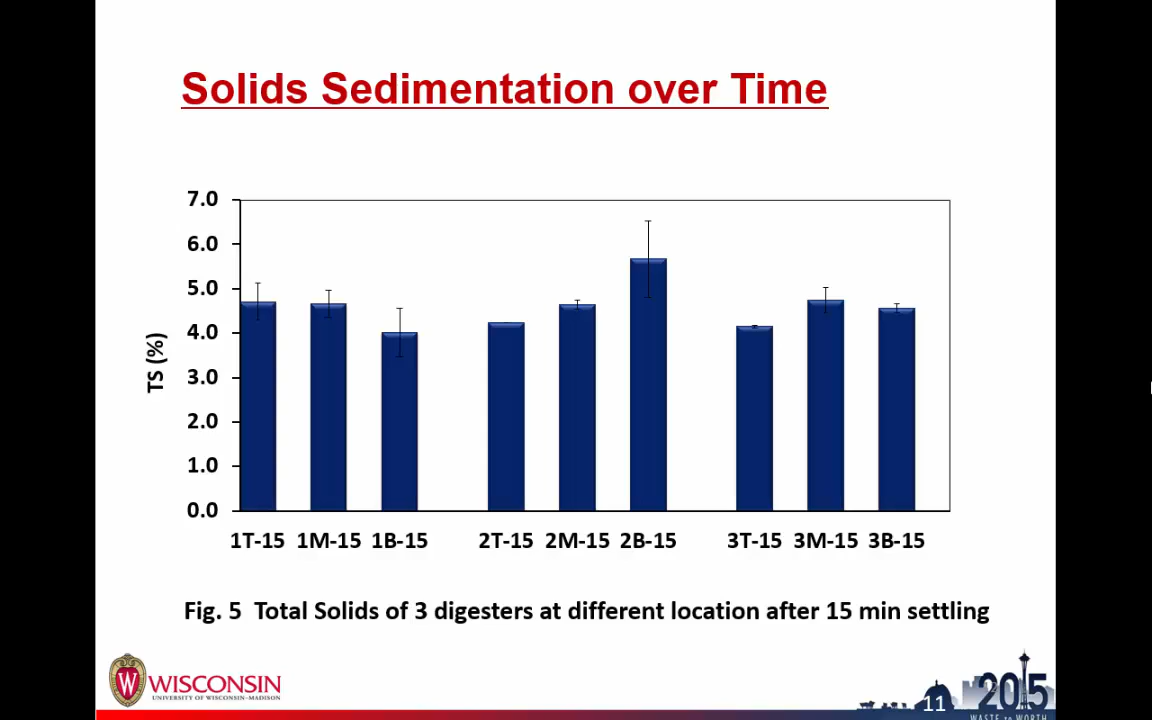 Solids Sedimentation over Time
7.0
6.0
5.0
4.0
3.0
2.0
1.0
0.0
TS (%)
1T-15 1M-15 1B-15 2T-15 2M-15 2B-15 3T-15 3M-15 3B-15
Fig. 5 Total Solids of 3 digesters at different location after 15 min settling
W WISCONSIN
UNIVERSITY OF WISCONSIN-MADISON
11
2015
WASTE to WORTH